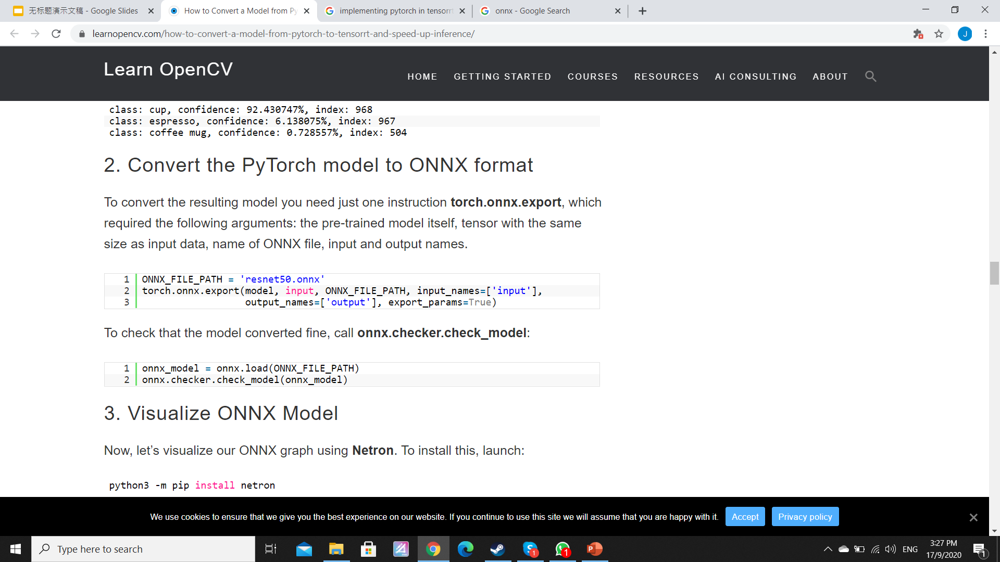 无标题演示文稿 - Google Slides
How to Convert a Model from Py
implementing pytorch in tensorrt
onnx - Google Search
learnopencv.com/how-to-convert-a-model-from-pytorch-to-tensorrt-and-speed-up-inference/
J
Learn OpenCV
HOME GETTING STARTED COURSES RESOURCES AI CONSULTING ABOUT
class: cup, confidence: 92.430747%, index: 968
class: espresso, confidence: 6.138075%, index: 967
class: coffee mug, confidence: 0.728557%, index: 504
2. Convert the PyTorch model to ONNX format
To convert the resulting model you need just one instruction torch.onnx.export, which
required the following arguments: the pre-trained model itself, tensor with the same
size as input data, name of ONNX file, input and output names.
1 ONNX_FILE_PATH = 'resnet50.onnx'
2 torch.onnx.export(model, input, ONNX_FILE_PATH, input_names=['input'],
3 output_names=['output'], export_params=True)
To check that the model converted fine, call onnx.checker.check_model:
1 onnx_model = onnx.load(ONNX_FILE_PATH)
2 onnx.checker.check_model(onnx_model)
3. Visualize ONNX Model
Now, let’s visualize our ONNX graph using Netron. To install this, launch:
python3 -m pip install netron
We use cookies to ensure that we give you the best experience on our website. If you continue to use this site we will assume that you are happy with it. Accept Privacy policy
Type here to search
S 1
1
P
ENG
3:27 PM
17/9/2020
1